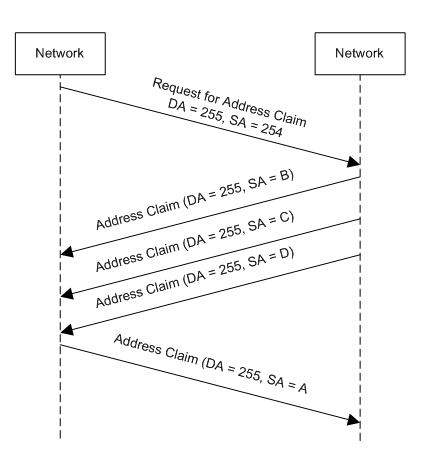 Network
Network
Request for Address Claim
DA = 255, SA = 254
Address Claim (DA = 255, SA = B)
Address Claim (DA = 255, SA = C)
Address Claim (DA = 255, SA = D)
Address Claim (DA = 255, SA = A